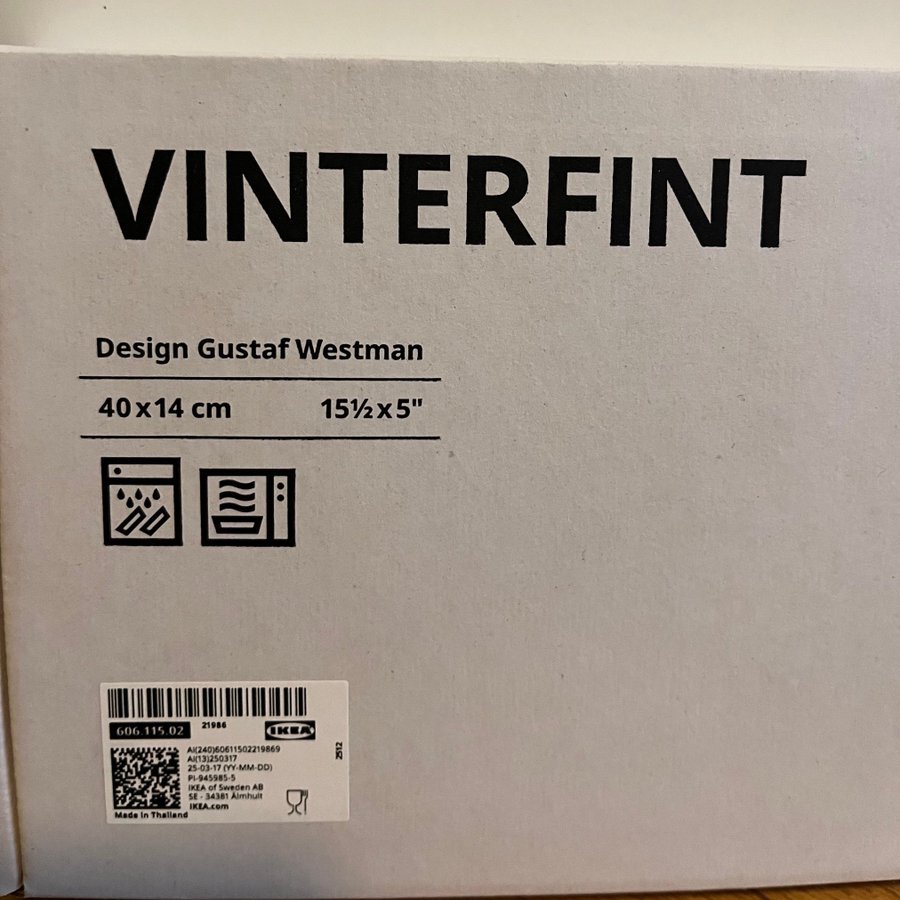 VINTERFINT
Design Gustaf Westman
40x14 cm 15½x5"
606.115.02 21986 IKEA
AI(240)60611502219869
AI(13)250317
25-03-17 (YY-MM-DD)
PI-945985-5
IKEA of Sweden AB
SE - 34381 Älmhult
IKEA.com
Made in Thailand
2512